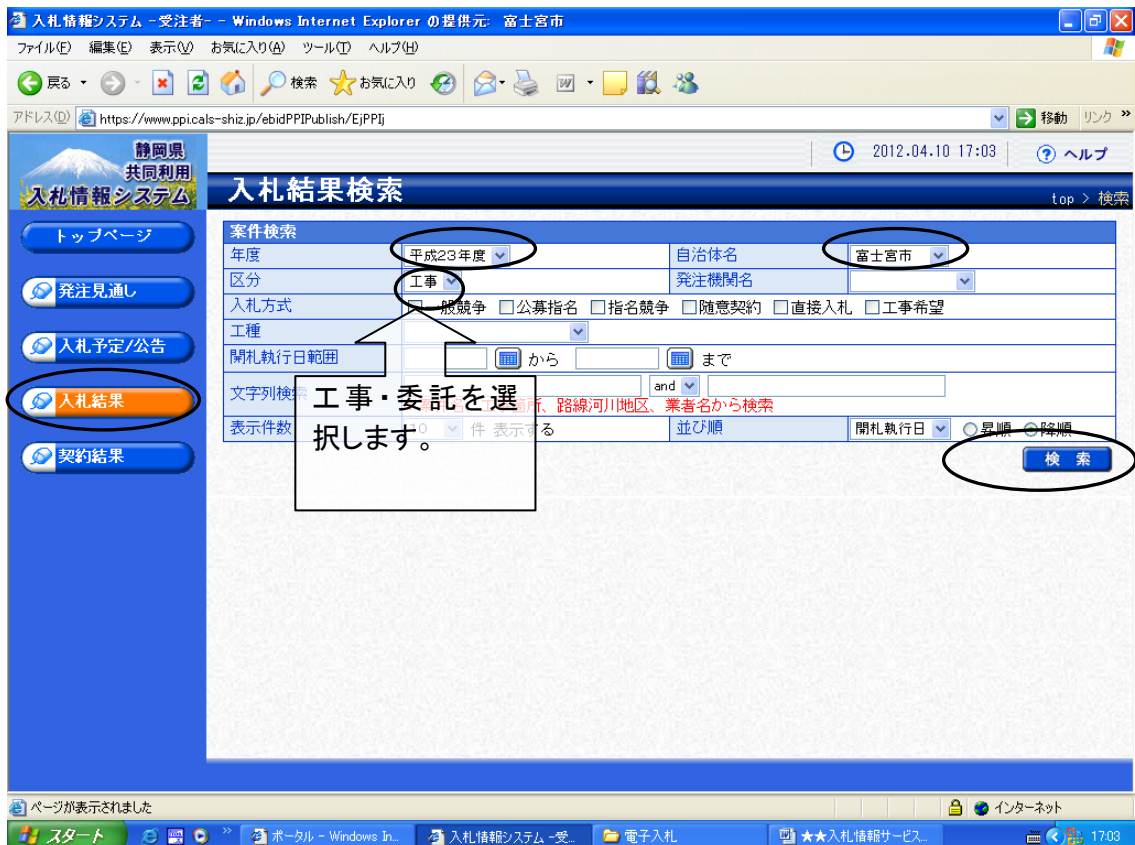 入札情報システム -受注者- - Windows Internet Explorer の提供元: 富士宮市
ファイル(F) 編集(E) 表示(V) お気に入り(A) ツール(T) ヘルプ(H)
戻る 検索 お気に入り
アドレス(D) https://www.ppi.cals-shiz.jp/ebidPPIPublish/EjPPIj 移動 リンク »
静岡県
共同利用
入札情報システム
2012.04.10 17:03 ? ヘルプ
入札結果検索
top > 検索
トップページ
発注見通し
入札予定/公告
入札結果
契約結果
案件検索
年度 平成23年度 自治体名 富士宮市
区分 工事 発注機関名
入札方式 一般競争 公募指名 指名競争 随意契約 直接入札 工事希望
工種
開札執行日範囲 から まで
文字列検索 and
所、路線河川地区、業者名から検索
表示件数 10 件 表示する 並び順 開札執行日 昇順 降順
検 索
工事・委託を選
択します。
ページが表示されました インターネット
スタート » ポータル - Windows In... 入札情報システム -受... 電子入札 ★★入札情報サービス... 17:03